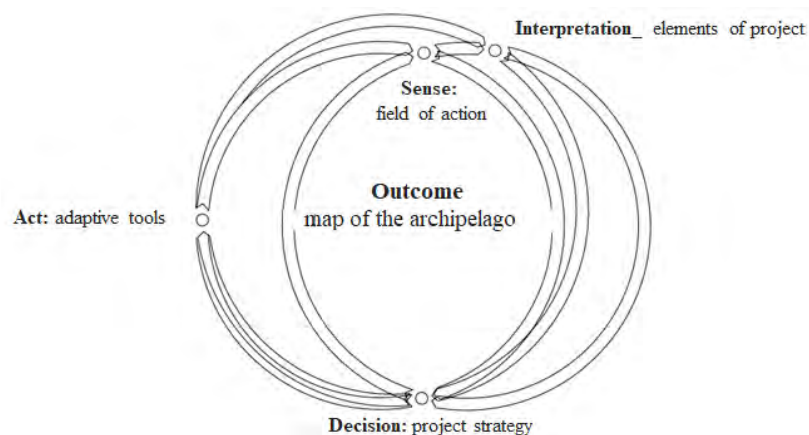 Interpretation_ elements of project
Sense:
field of action
Outcome
map of the archipelago
Act: adaptive tools
Decision: project strategy